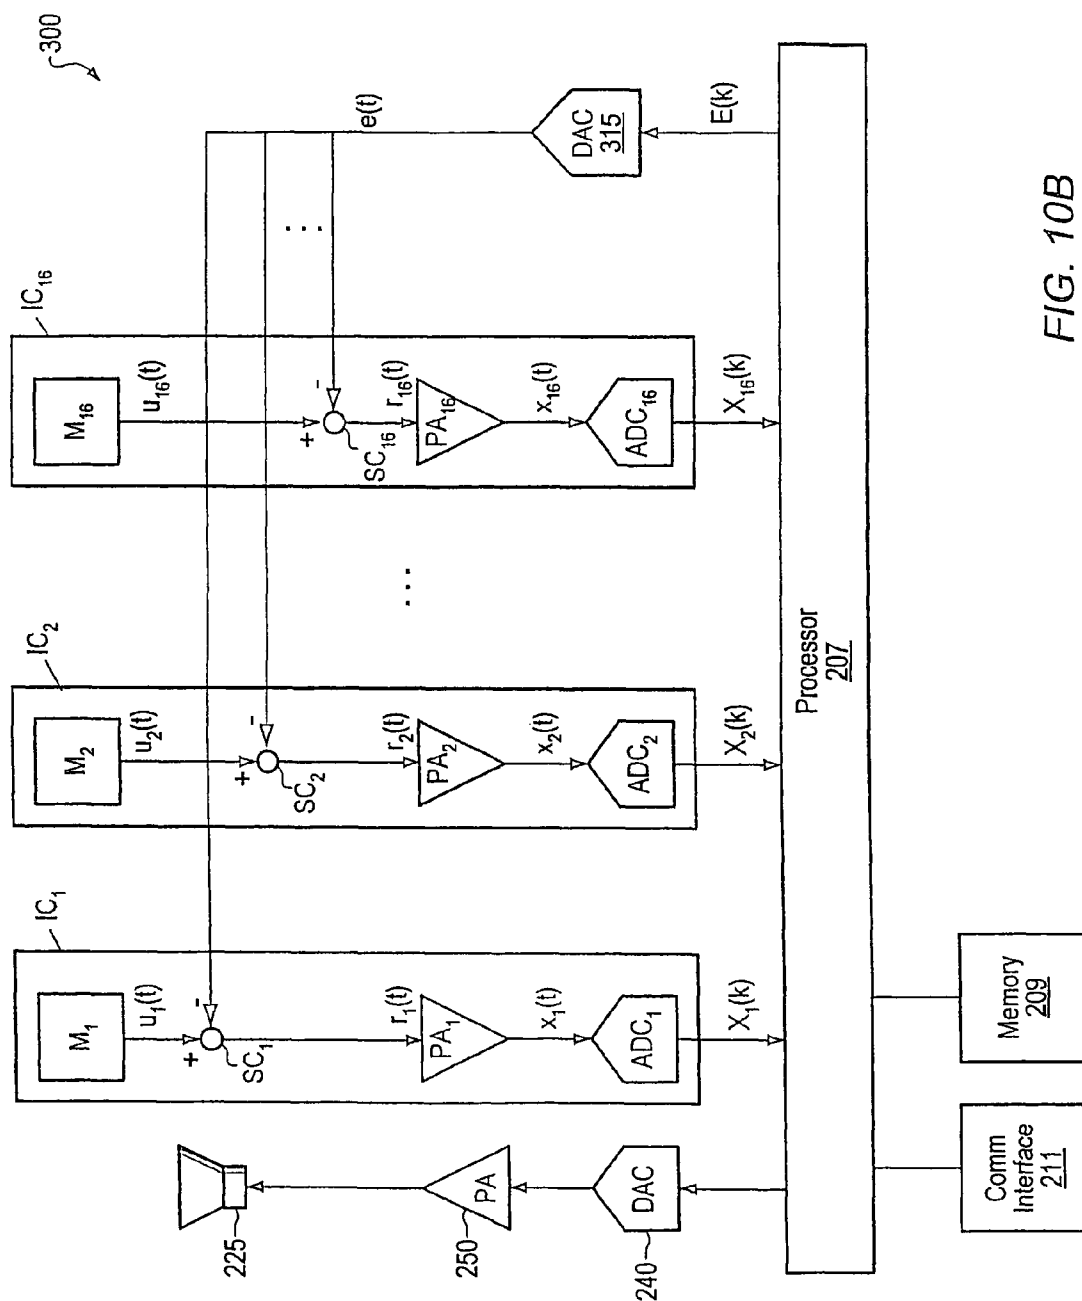 300
IC₁
IC₂
IC₁₆
M₁
M₂
M₁₆
u₁(t)
u₂(t)
u₁₆(t)
+
-
+
-
+
-
SC₁
SC₂
SC₁₆
e(t)
...
r₁(t)
r₂(t)
r₁₆(t)
225
250
PA
PA₁
PA₂
...
PA₁₆
x₁(t)
x₂(t)
x₁₆(t)
240
DAC
ADC₁
ADC₂
ADC₁₆
DAC
315
X₁(k)
X₂(k)
X₁₆(k)
E(k)
Processor
207
Comm
Interface
211
Memory
209
FIG. 10B